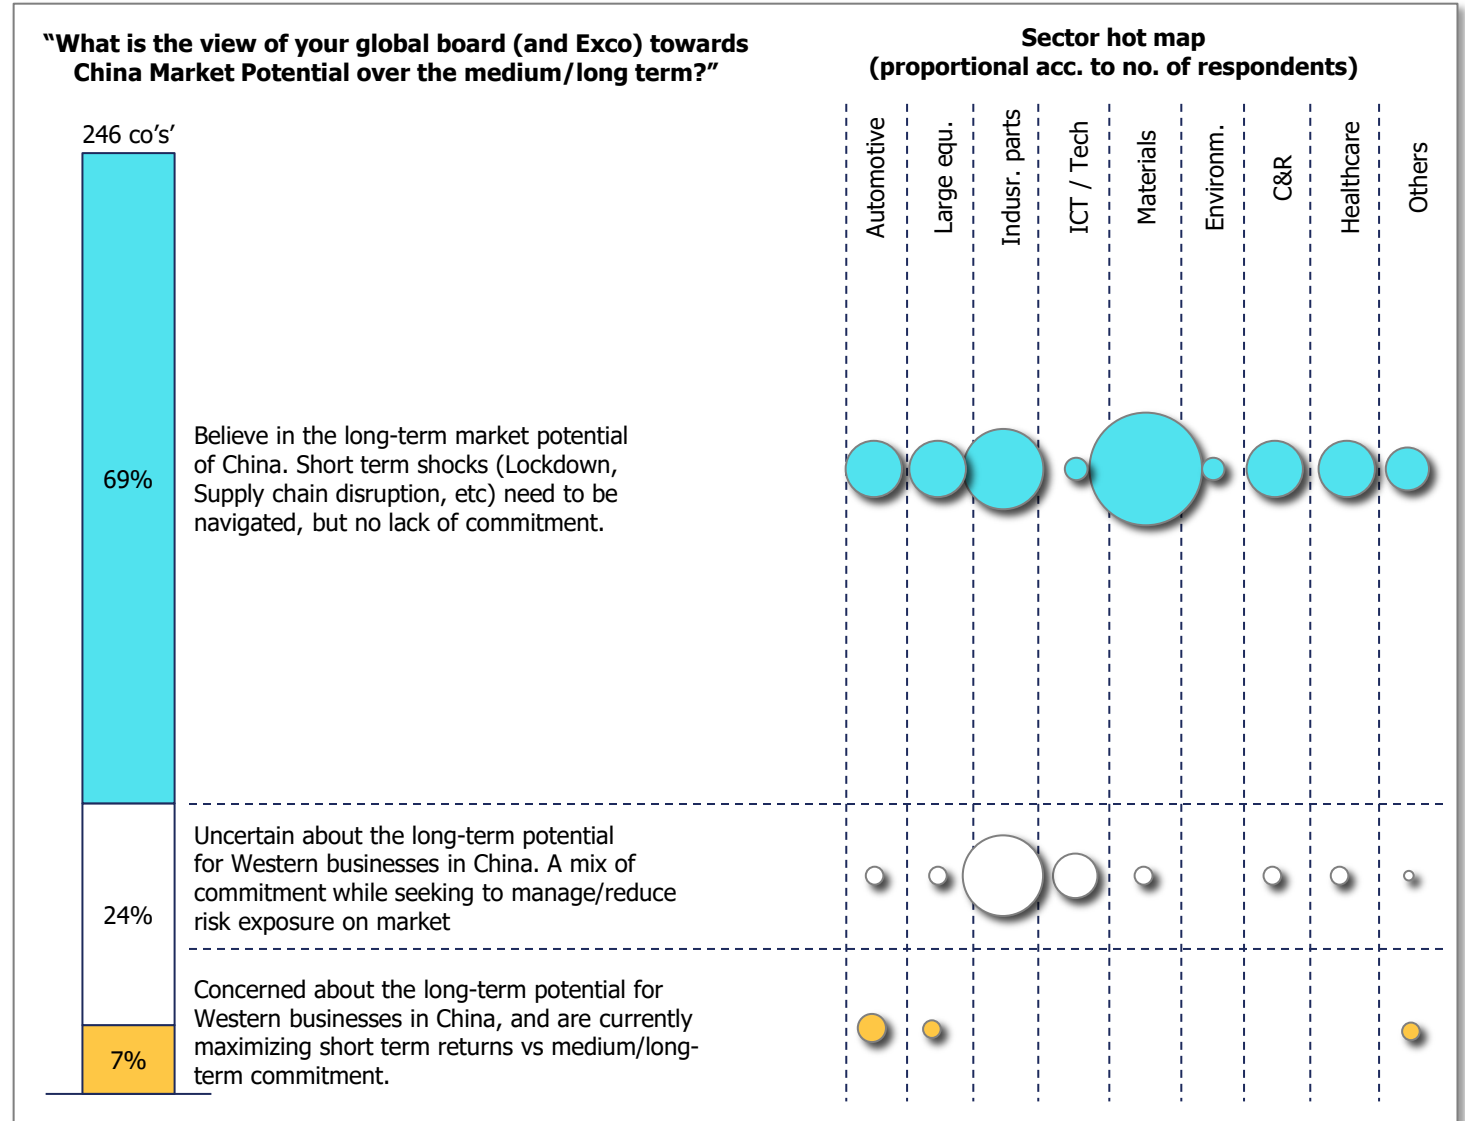 “What is the view of your global board (and Exco) towards
China Market Potential over the medium/long term?”
Sector hot map
(proportional acc. to no. of respondents)
246 co’s’
Automotive
Large equ.
Indusr. parts
ICT / Tech
Materials
Environm.
C&R
Healthcare
Others
69%
Believe in the long-term market potential
of China. Short term shocks (Lockdown,
Supply chain disruption, etc) need to be
navigated, but no lack of commitment.
24%
Uncertain about the long-term potential
for Western businesses in China. A mix of
commitment while seeking to manage/reduce
risk exposure on market
7%
Concerned about the long-term potential for
Western businesses in China, and are currently
maximizing short term returns vs medium/long-
term commitment.